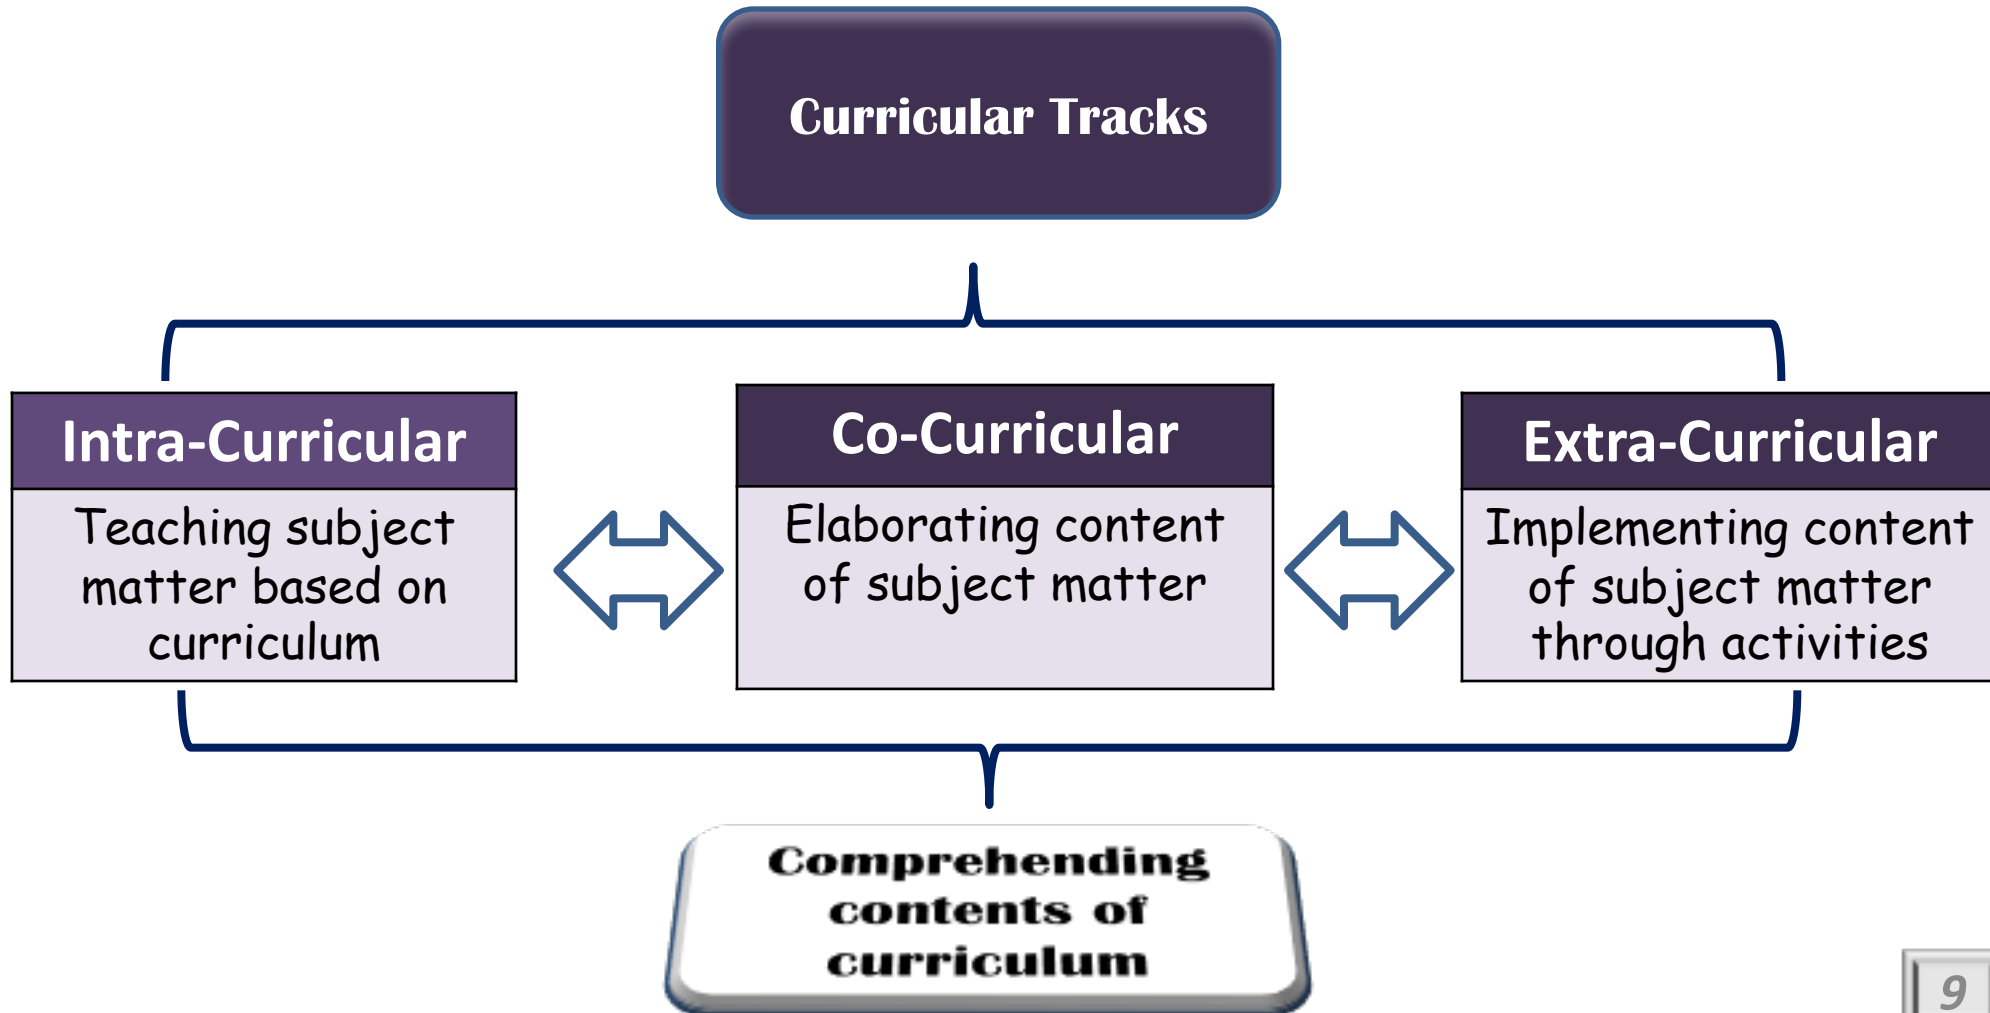 Curricular Tracks
Intra-Curricular
Teaching subject
matter based on
curriculum
Co-Curricular
Elaborating content
of subject matter
Extra-Curricular
Implementing content
of subject matter
through activities
Comprehending
contents of
curriculum
9